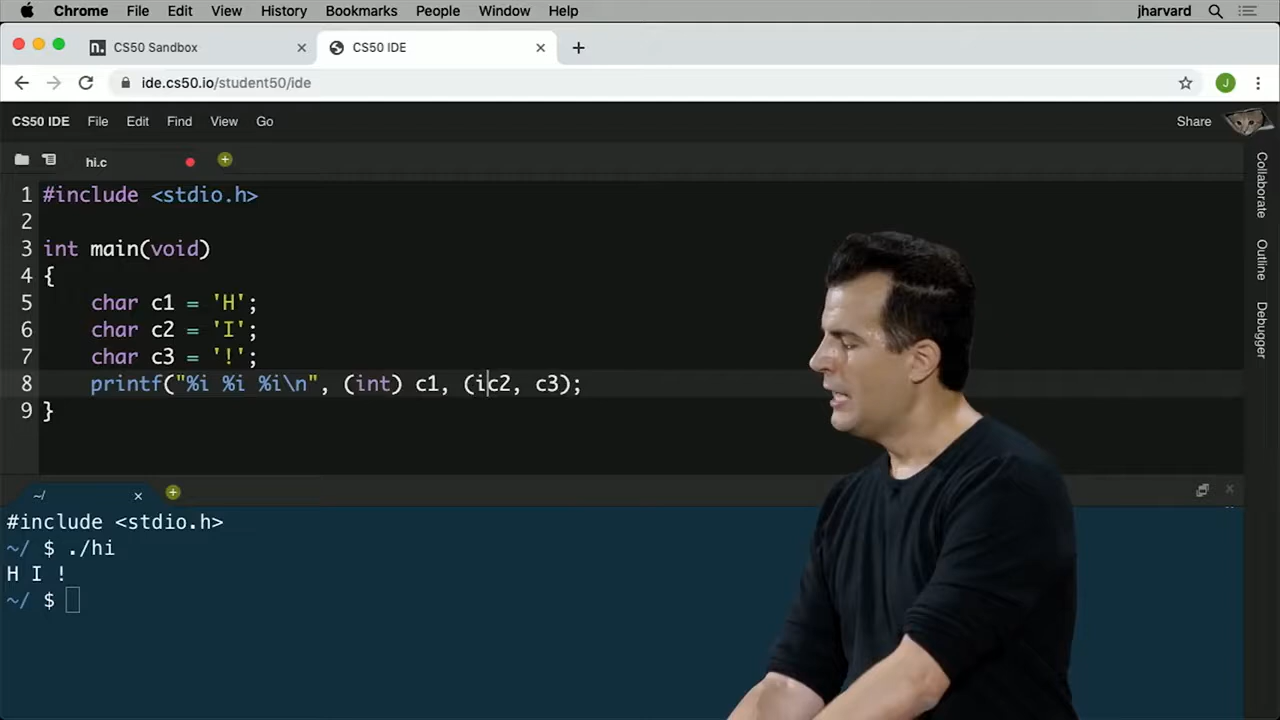 Chrome File Edit View History Bookmarks People Window Help jharvard
n. CS50 Sandbox CS50 IDE
ide.cs50.io/student50/ide J
CS50 IDE File Edit Find View Go Share
hi.c
1 #include <stdio.h>
2
3 int main(void)
4 {
5 char c1 = 'H';
6 char c2 = 'I';
7 char c3 = '!';
8 printf("%i %i %i\n", (int) c1, (ic2, c3);
9 }
Collaborate
Outline
Debugger
~/
#include <stdio.h>
~/ $ ./hi
H I !
~/ $